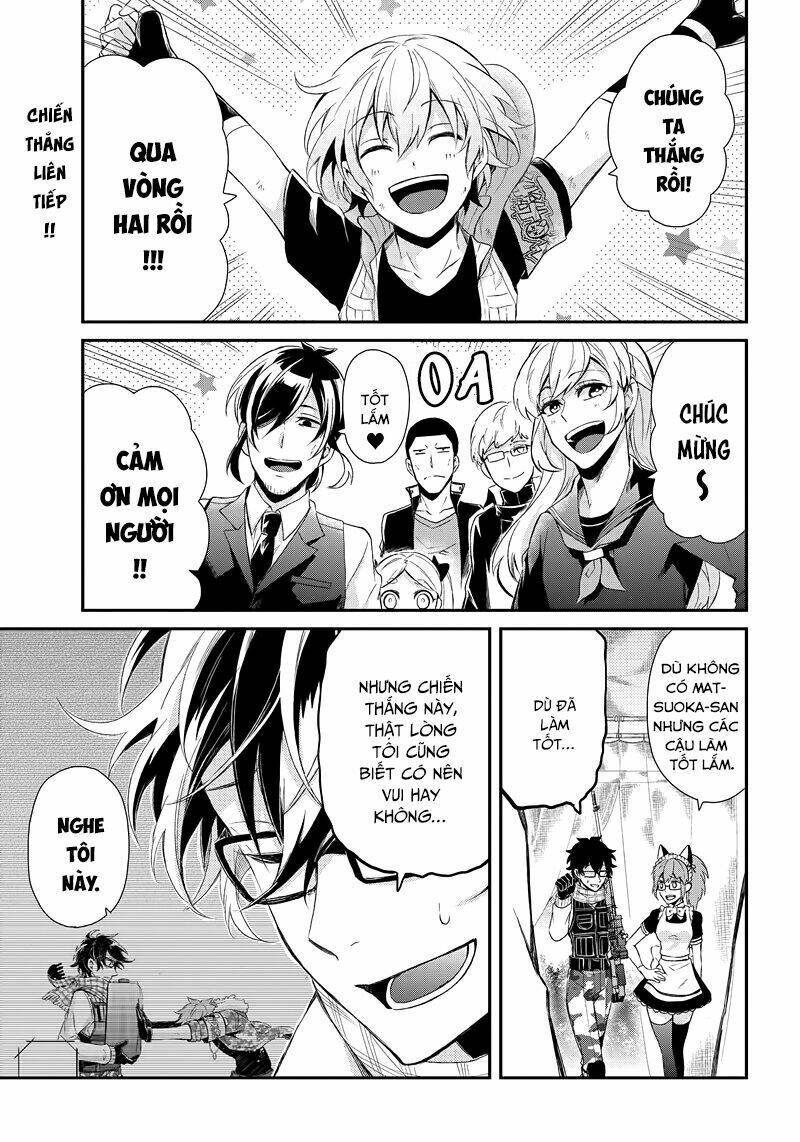 CHÚNG
TA
THẮNG
RỒI!
QUA
VÒNG
HAI RỒI
!!!
CHIẾN
THẮNG
LIÊN
TIẾP
!!
CHÚC
MỪNG
OA
TỐT
LẮM
♥
CẢM
ƠN MỌI
NGƯỜI
!!
DÙ KHÔNG
CÓ MAT-
SUOKA-SAN
NHƯNG CÁC
CẬU LÀM
TỐT LẮM.
DÙ ĐÃ
LÀM
TỐT...
NHƯNG CHIẾN
THẮNG NÀY,
THẬT LÒNG
TÔI CŨNG
BIẾT CÓ NÊN
VUI HAY
KHÔNG...
NGHE
TÔI
NÀY.